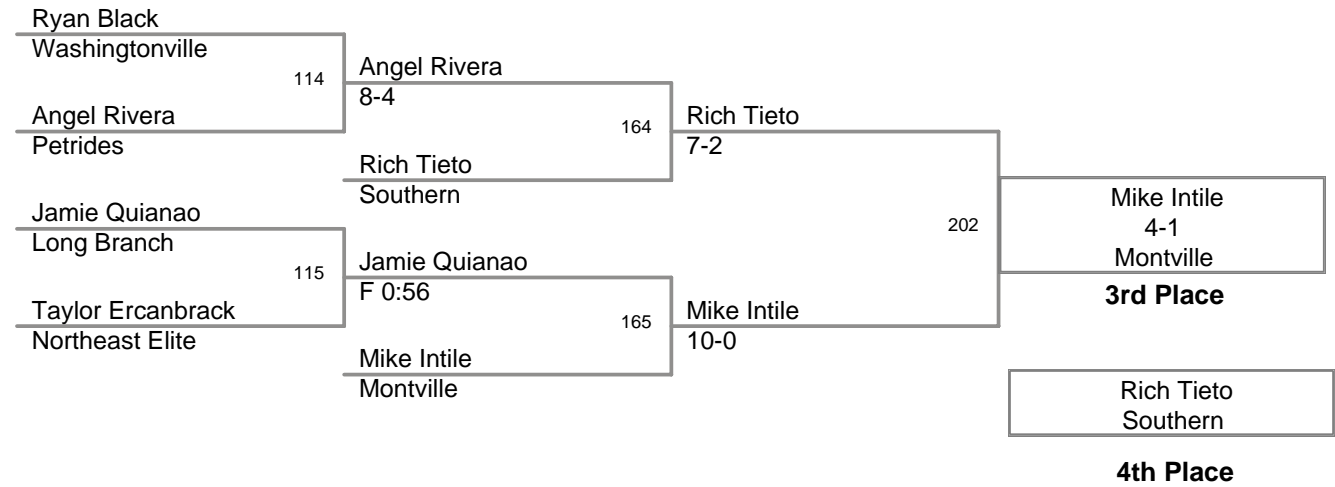 Ryan Black
Washingtonville
114
Angel Rivera
8-4
Angel Rivera
Petrides
164
Rich Tieto
7-2
Rich Tieto
Southern
Jamie Quianao
Long Branch
115
Jamie Quianao
F 0:56
Taylor Ercanbrack
Northeast Elite
165
Mike Intile
10-0
Mike Intile
Montville
202
Mike Intile
4-1
Montville
3rd Place
Rich Tieto
Southern
4th Place